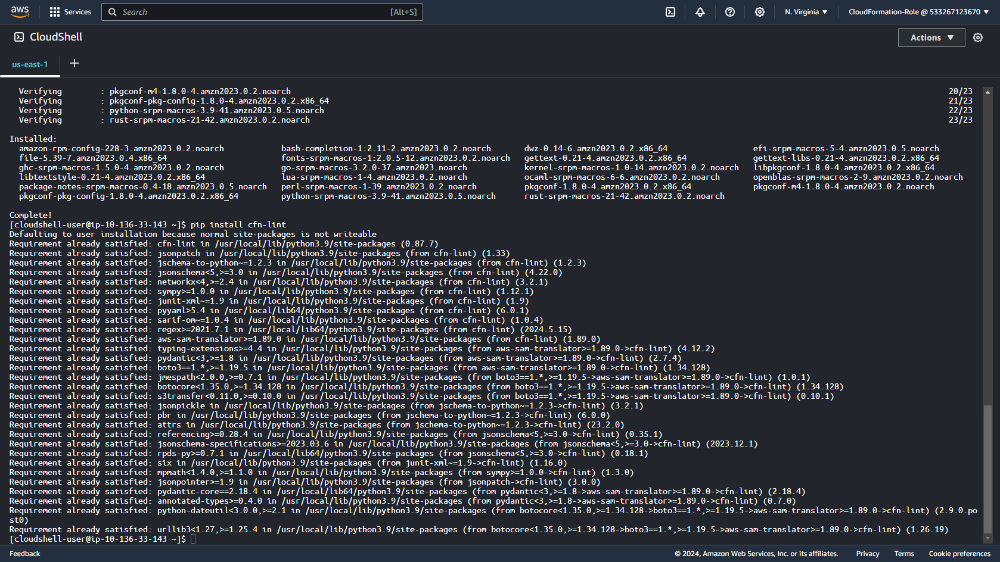 aws
Services
Search
[Alt+S]
N. Virginia
CloudFormation-Role @ 533267123670
CloudShell
Actions
us-east-1
Verifying : pkgconf-m4-1.8.0-4.amzn2023.0.2.noarch 20/23
Verifying : pkgconf-pkg-config-1.8.0-4.amzn2023.0.2.x86_64 21/23
Verifying : python-srpm-macros-3.9-41.amzn2023.0.5.noarch 22/23
Verifying : rust-srpm-macros-21-42.amzn2023.0.2.noarch 23/23
Installed:
amazon-rpm-config-228-3.amzn2023.0.2.noarch bash-completion-1:2.11-2.amzn2023.0.2.noarch dwz-0.14-6.amzn2023.0.2.x86_64 efi-srpm-macros-5-4.amzn2023.0.5.noarch
file-5.39-7.amzn2023.0.4.x86_64 fonts-srpm-macros-1:2.0.5-12.amzn2023.0.2.noarch gettext-0.21-4.amzn2023.0.2.x86_64 gettext-libs-0.21-4.amzn2023.0.2.x86_64
ghc-srpm-macros-1.5.0-4.amzn2023.0.2.noarch go-srpm-macros-3.2.0-37.amzn2023.noarch kernel-srpm-macros-1.0-14.amzn2023.0.2.noarch libpkgconf-1.8.0-4.amzn2023.0.2.x86_64
libtextstyle-0.21-4.amzn2023.0.2.x86_64 lua-srpm-macros-1-4.amzn2023.0.2.noarch ocaml-srpm-macros-6-6.amzn2023.0.2.noarch openblas-srpm-macros-2-9.amzn2023.0.2.noarch
package-notes-srpm-macros-0.4-18.amzn2023.0.5.noarch perl-srpm-macros-1-39.amzn2023.0.2.noarch pkgconf-1.8.0-4.amzn2023.0.2.x86_64 pkgconf-m4-1.8.0-4.amzn2023.0.2.noarch
pkgconf-pkg-config-1.8.0-4.amzn2023.0.2.x86_64 python-srpm-macros-3.9-41.amzn2023.0.5.noarch rust-srpm-macros-21-42.amzn2023.0.2.noarch
Complete!
[cloudshell-user@ip-10-136-33-143 ~]$ pip install cfn-lint
Defaulting to user installation because normal site-packages is not writeable
Requirement already satisfied: cfn-lint in /usr/local/lib/python3.9/site-packages (0.87.7)
Requirement already satisfied: jsonpatch in /usr/local/lib/python3.9/site-packages (from cfn-lint) (1.33)
Requirement already satisfied: jschema-to-python~=1.2.3 in /usr/local/lib/python3.9/site-packages (from cfn-lint) (1.2.3)
Requirement already satisfied: jsonschema<5,>=3.0 in /usr/local/lib/python3.9/site-packages (from cfn-lint) (4.22.0)
Requirement already satisfied: networkx<4,>=2.4 in /usr/local/lib/python3.9/site-packages (from cfn-lint) (3.2.1)
Requirement already satisfied: sympy>=1.0.0 in /usr/local/lib/python3.9/site-packages (from cfn-lint) (1.12.1)
Requirement already satisfied: junit-xml~=1.9 in /usr/local/lib/python3.9/site-packages (from cfn-lint) (1.9)
Requirement already satisfied: pyyaml>5.4 in /usr/local/lib64/python3.9/site-packages (from cfn-lint) (6.0.1)
Requirement already satisfied: sarif-om~=1.0.4 in /usr/local/lib/python3.9/site-packages (from cfn-lint) (1.0.4)
Requirement already satisfied: regex>=2021.7.1 in /usr/local/lib64/python3.9/site-packages (from cfn-lint) (2024.5.15)
Requirement already satisfied: aws-sam-translator>=1.89.0 in /usr/local/lib/python3.9/site-packages (from cfn-lint) (1.89.0)
Requirement already satisfied: typing-extensions>=4.4 in /usr/local/lib/python3.9/site-packages (from aws-sam-translator>=1.89.0->cfn-lint) (4.12.2)
Requirement already satisfied: pydantic<3,>=1.8 in /usr/local/lib/python3.9/site-packages (from aws-sam-translator>=1.89.0->cfn-lint) (2.7.4)
Requirement already satisfied: boto3==1.*,>=1.19.5 in /usr/local/lib/python3.9/site-packages (from aws-sam-translator>=1.89.0->cfn-lint) (1.34.128)
Requirement already satisfied: jmespath<2.0.0,>=0.7.1 in /usr/local/lib/python3.9/site-packages (from boto3==1.*,>=1.19.5->aws-sam-translator>=1.89.0->cfn-lint) (1.0.1)
Requirement already satisfied: botocore<1.35.0,>=1.34.128 in /usr/local/lib/python3.9/site-packages (from boto3==1.*,>=1.19.5->aws-sam-translator>=1.89.0->cfn-lint) (1.34.128)
Requirement already satisfied: s3transfer<0.11.0,>=0.10.0 in /usr/local/lib/python3.9/site-packages (from boto3==1.*,>=1.19.5->aws-sam-translator>=1.89.0->cfn-lint) (0.10.1)
Requirement already satisfied: jsonpickle in /usr/local/lib/python3.9/site-packages (from jschema-to-python~=1.2.3->cfn-lint) (3.2.1)
Requirement already satisfied: pbr in /usr/local/lib/python3.9/site-packages (from jschema-to-python~=1.2.3->cfn-lint) (6.0.0)
Requirement already satisfied: attrs in /usr/local/lib/python3.9/site-packages (from jschema-to-python~=1.2.3->cfn-lint) (23.2.0)
Requirement already satisfied: referencing>=0.28.4 in /usr/local/lib/python3.9/site-packages (from jsonschema<5,>=3.0->cfn-lint) (0.35.1)
Requirement already satisfied: jsonschema-specifications>=2023.03.6 in /usr/local/lib/python3.9/site-packages (from jsonschema<5,>=3.0->cfn-lint) (2023.12.1)
Requirement already satisfied: rpds-py>=0.7.1 in /usr/local/lib64/python3.9/site-packages (from jsonschema<5,>=3.0->cfn-lint) (0.18.1)
Requirement already satisfied: six in /usr/local/lib/python3.9/site-packages (from junit-xml~=1.9->cfn-lint) (1.16.0)
Requirement already satisfied: mpmath<1.4.0,>=1.1.0 in /usr/local/lib/python3.9/site-packages (from sympy>=1.0.0->cfn-lint) (1.3.0)
Requirement already satisfied: jsonpointer>=1.9 in /usr/local/lib/python3.9/site-packages (from jsonpatch->cfn-lint) (3.0.0)
Requirement already satisfied: pydantic-core==2.18.4 in /usr/local/lib64/python3.9/site-packages (from pydantic<3,>=1.8->aws-sam-translator>=1.89.0->cfn-lint) (2.18.4)
Requirement already satisfied: annotated-types>=0.4.0 in /usr/local/lib/python3.9/site-packages (from pydantic<3,>=1.8->aws-sam-translator>=1.89.0->cfn-lint) (0.7.0)
Requirement already satisfied: python-dateutil<3.0.0,>=2.1 in /usr/local/lib/python3.9/site-packages (from botocore<1.35.0,>=1.34.128->boto3==1.*,>=1.19.5->aws-sam-translator>=1.89.0->cfn-lint) (2.9.0.po
st0)
Requirement already satisfied: urllib3<1.27,>=1.25.4 in /usr/local/lib/python3.9/site-packages (from botocore<1.35.0,>=1.34.128->boto3==1.*,>=1.19.5->aws-sam-translator>=1.89.0->cfn-lint) (1.26.19)
[cloudshell-user@ip-10-136-33-143 ~]$
Feedback
© 2024, Amazon Web Services, Inc. or its affiliates.
Privacy
Terms
Cookie preferences